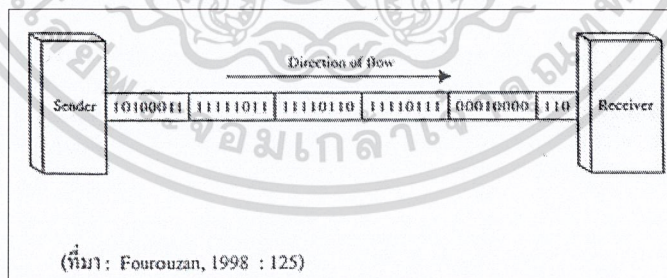 Direction of flow
Sender 10100011 11111011 11110110 11110111 00010000 110 Receiver
(ที่มา : Fourouzan, 1998 : 125)